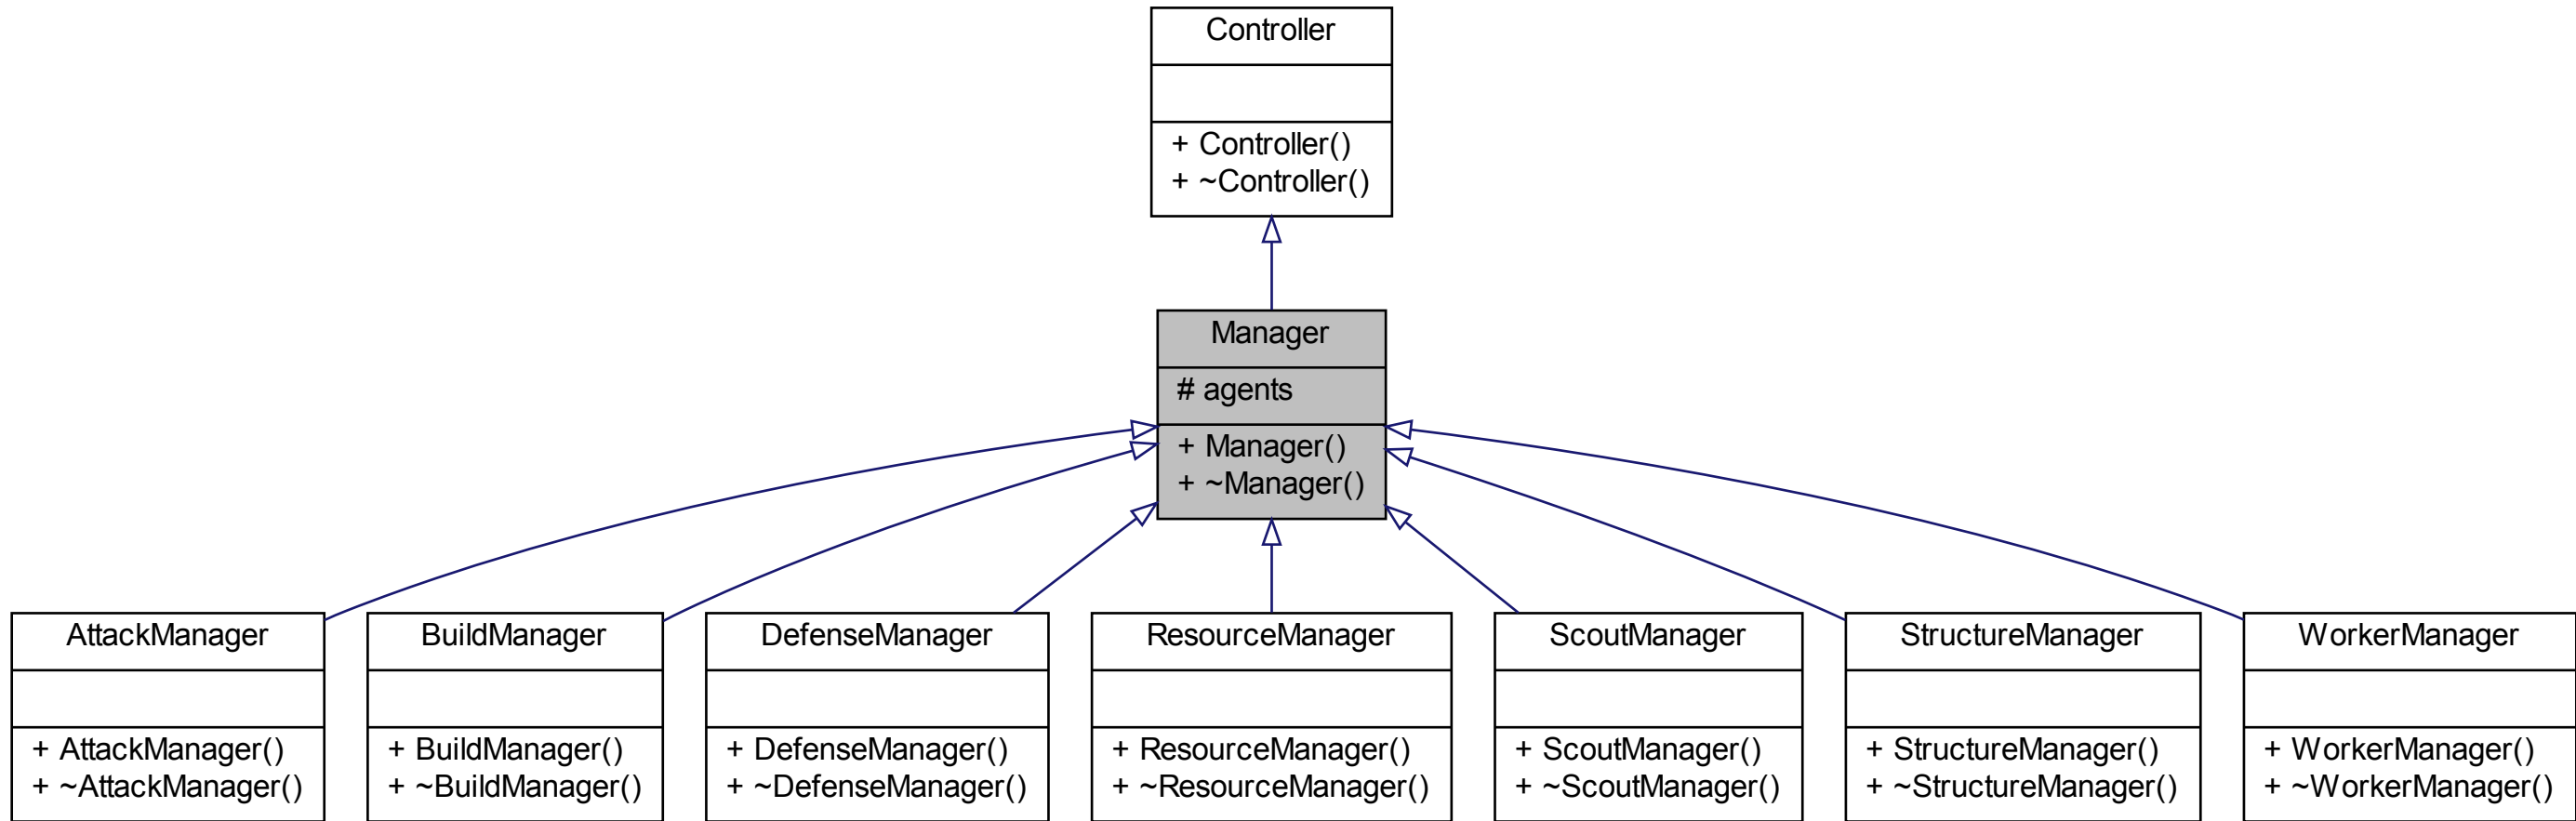 Controller
+ Controller()
+ ~Controller()
Manager
# agents
+ Manager()
+ ~Manager()
AttackManager
+ AttackManager()
+ ~AttackManager()
BuildManager
+ BuildManager()
+ ~BuildManager()
DefenseManager
+ DefenseManager()
+ ~DefenseManager()
ResourceManager
+ ResourceManager()
+ ~ResourceManager()
ScoutManager
+ ScoutManager()
+ ~ScoutManager()
StructureManager
+ StructureManager()
+ ~StructureManager()
WorkerManager
+ WorkerManager()
+ ~WorkerManager()